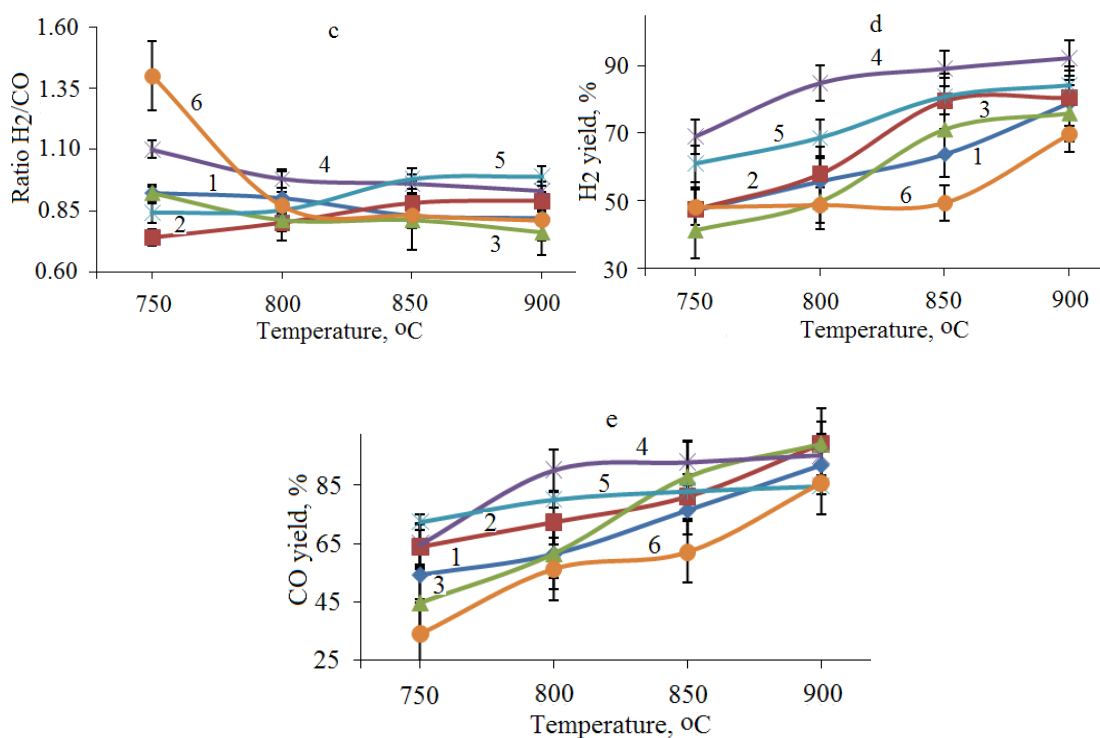 c
Ratio H2/CO
1.60
1.35
1.10
0.85
0.60
6
4
5
1
2
3
750 800 850 900
Temperature, oC
d
H2 yield, %
90
70
50
30
4
5
3
2
1
6
750 800 850 900
Temperature, oC
e
CO yield, %
85
65
45
25
4
5
2
1
6
3
750 800 850 900
Temperature, oC